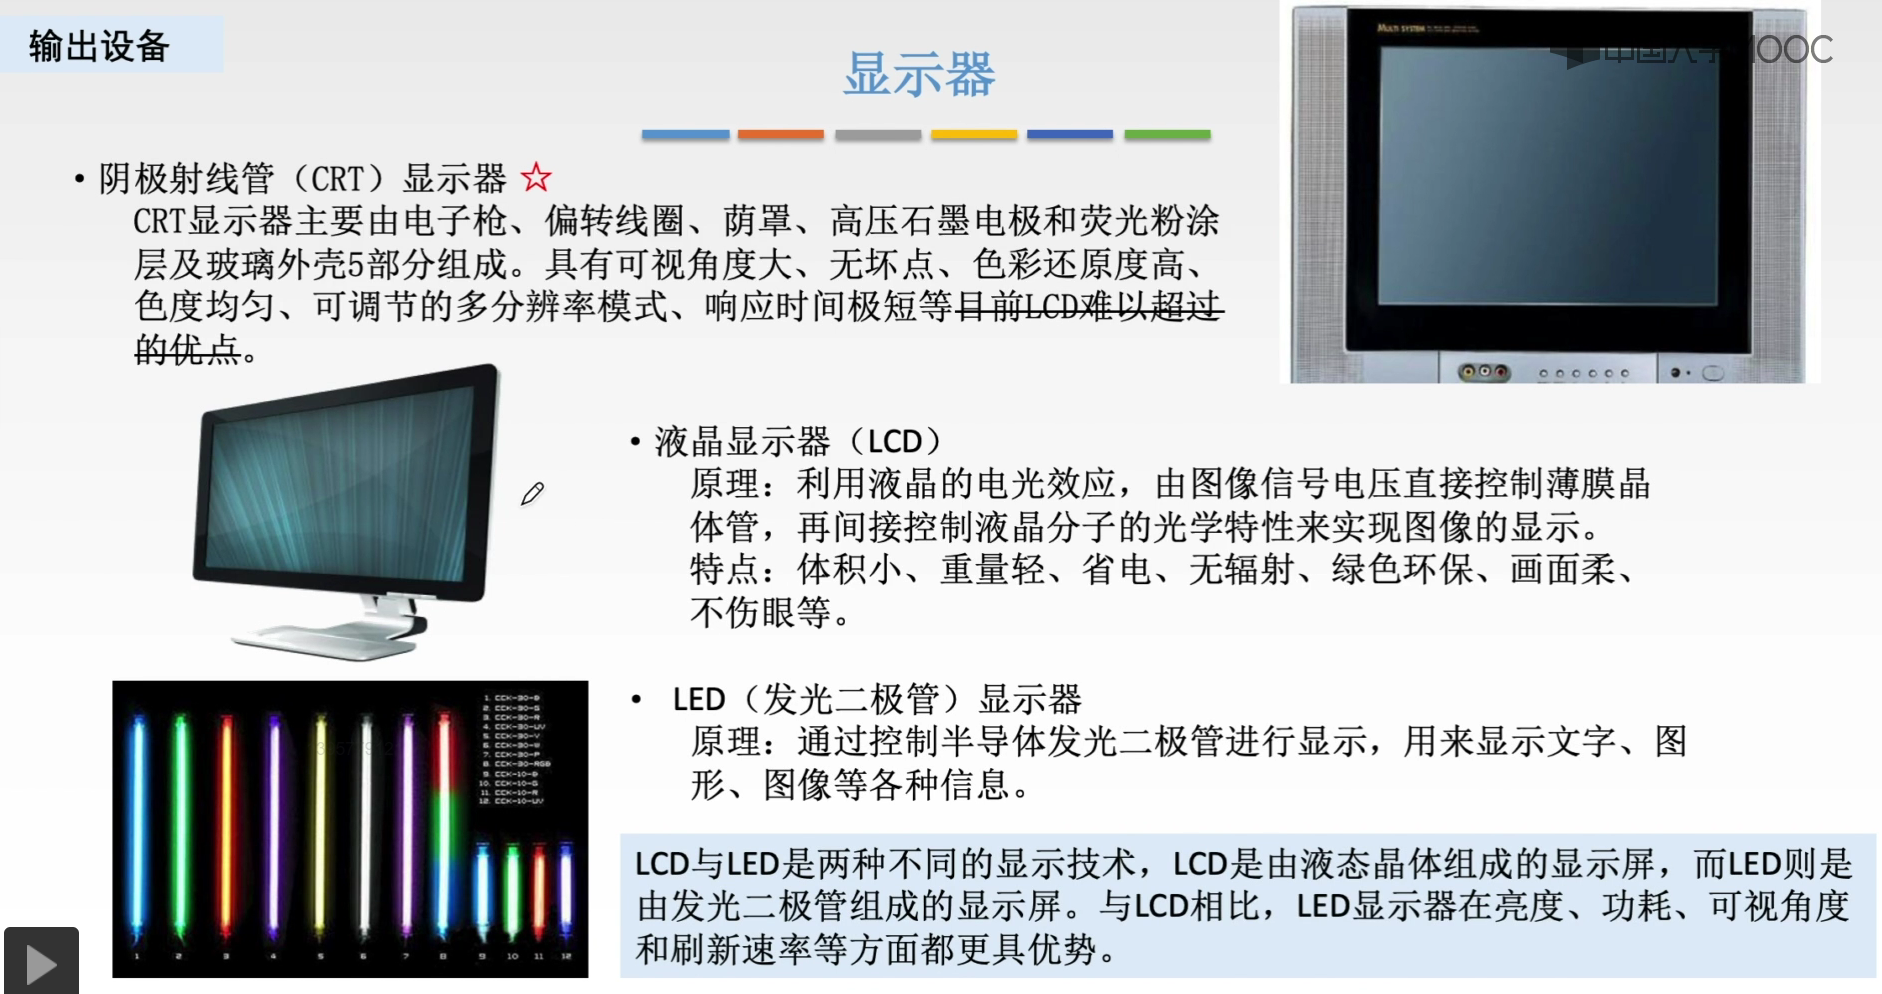 输出设备
显示器
MULTI SYSTEM
中国大学MOOC
• 阴极射线管（CRT）显示器 ☆
CRT显示器主要由电子枪、偏转线圈、荫罩、高压石墨电极和荧光粉涂
层及玻璃外壳5部分组成。具有可视角度大、无坏点、色彩还原度高、
色度均匀、可调节的多分辨率模式、响应时间极短等目前LCD难以超过
的优点。
• 液晶显示器（LCD）
原理：利用液晶的电光效应，由图像信号电压直接控制薄膜晶
体管，再间接控制液晶分子的光学特性来实现图像的显示。
特点：体积小、重量轻、省电、无辐射、绿色环保、画面柔、
不伤眼等。
• LED（发光二极管）显示器
原理：通过控制半导体发光二极管进行显示，用来显示文字、图
形、图像等各种信息。
1. CCK-30-B
2. CCK-30-G
3. CCK-30-R
4. CCK-30-UV
5. CCK-30-Y
6. CCK-30-W
7. CCK-30-P
8. CCK-30-RGB
9. CCK-10-B
10. CCK-10-G
11. CCK-10-R
12. CCK-10-UV
1 2 3 4 5 6 7 8 9 10 11 12
LCD与LED是两种不同的显示技术，LCD是由液态晶体组成的显示屏，而LED则是
由发光二极管组成的显示屏。与LCD相比，LED显示器在亮度、功耗、可视角度
和刷新速率等方面都更具优势。